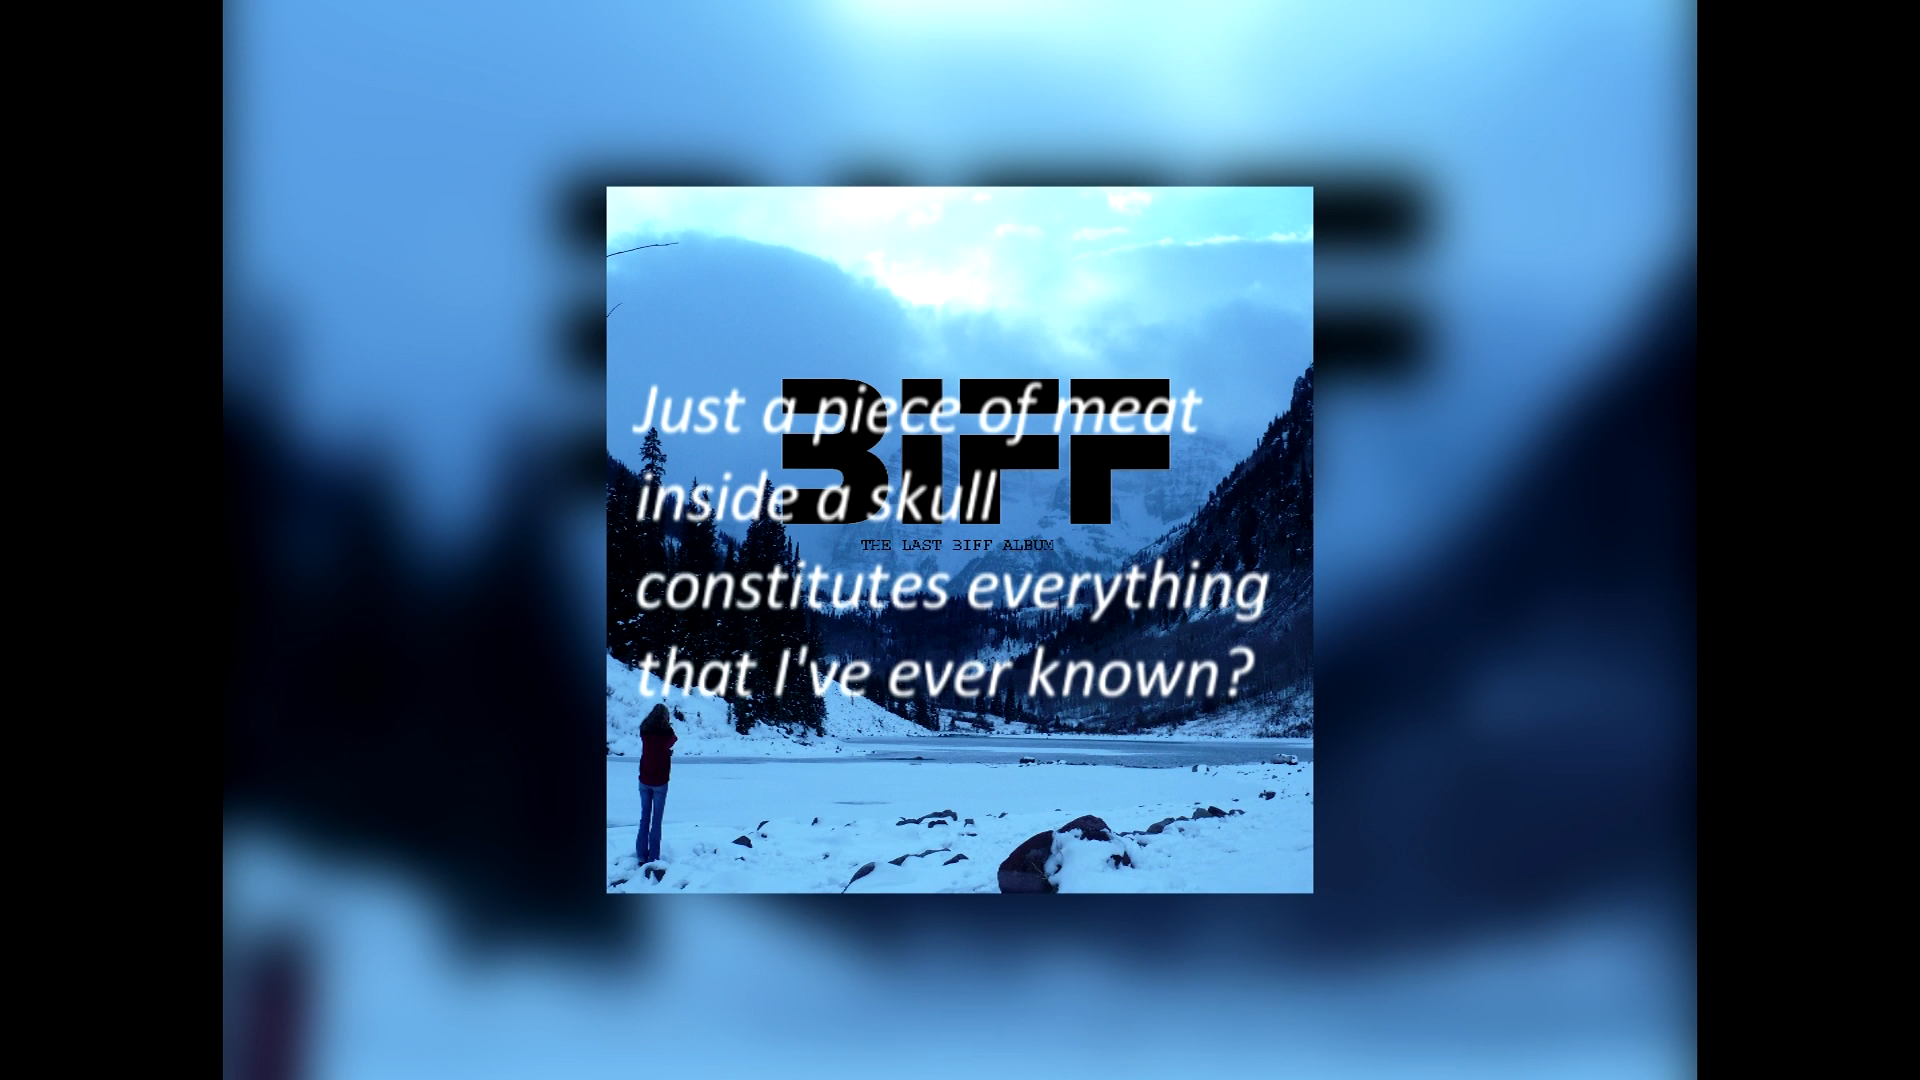 BIFF
Just a piece of meat
inside a skull
THE LAST BIFF ALBUM
constitutes everything
that I've ever known?